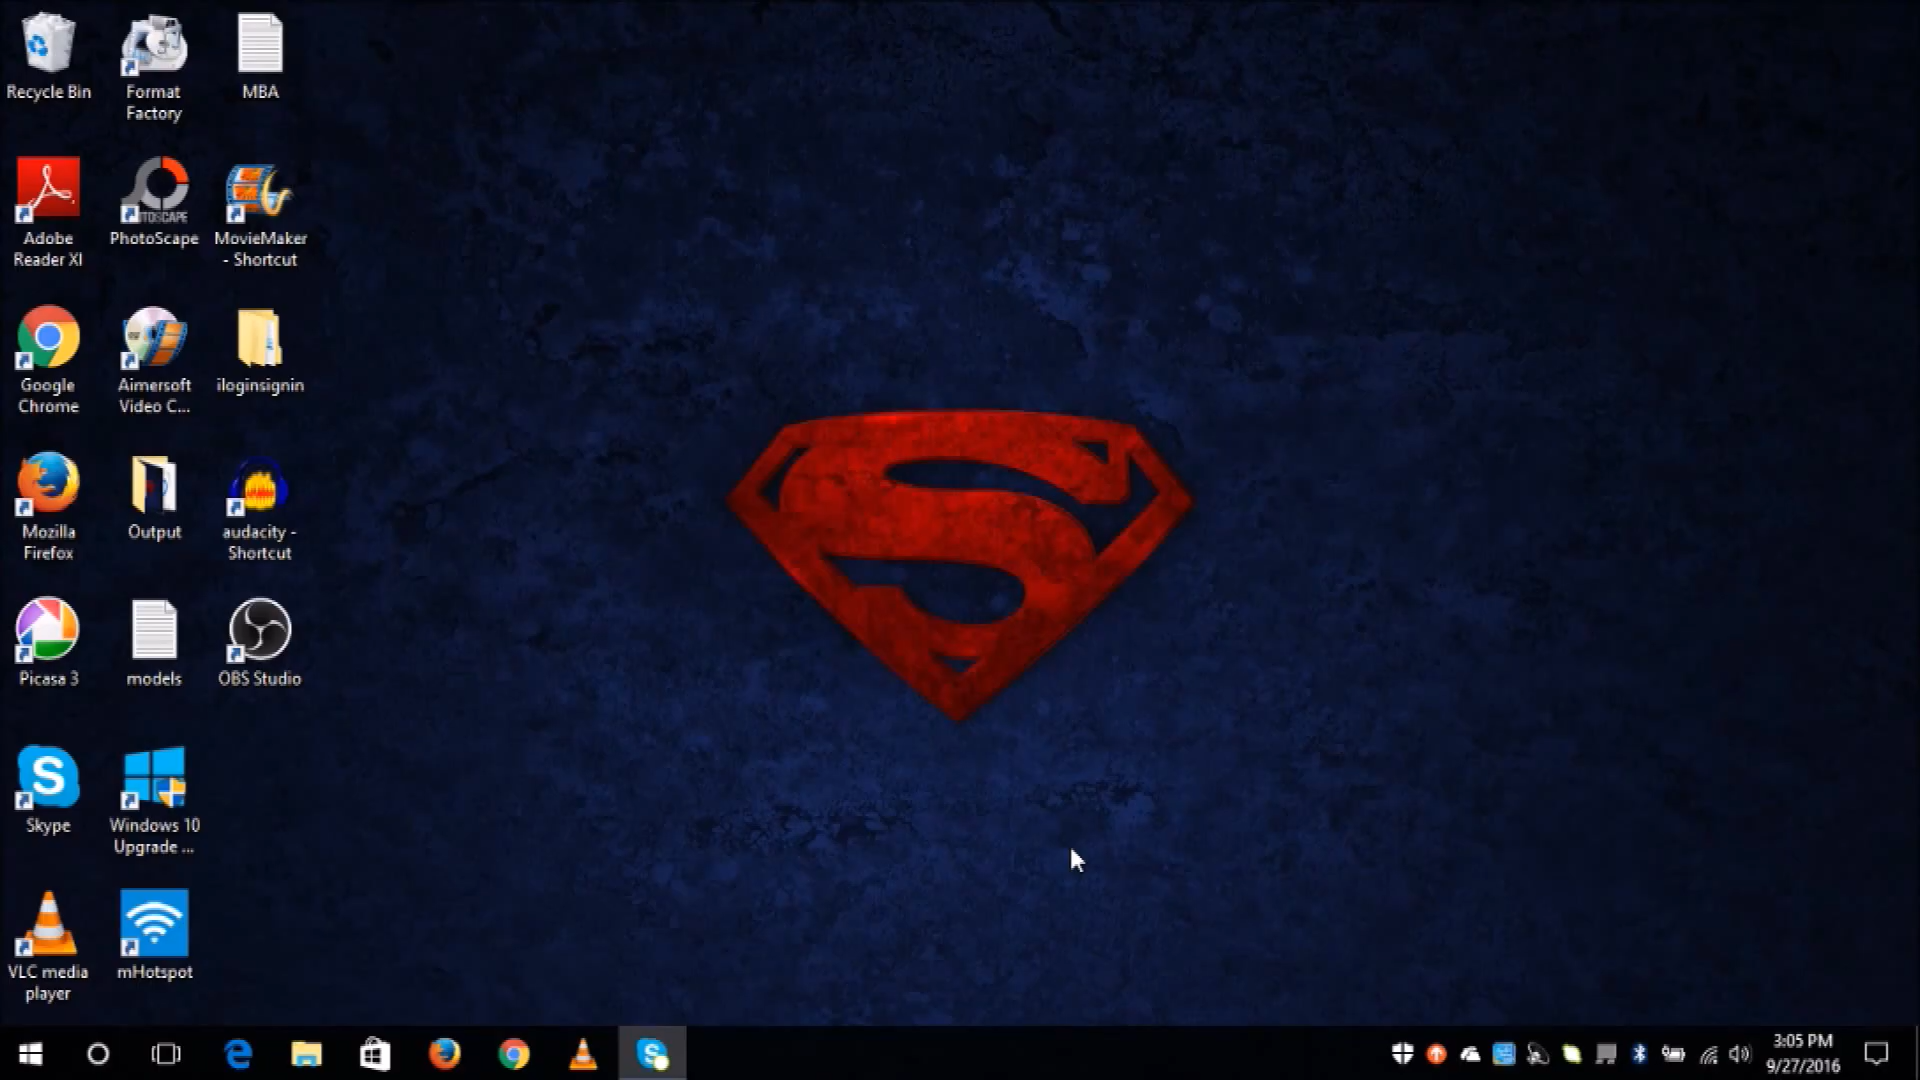 Recycle Bin
Format
Factory
MBA
Adobe
Reader XI
PhotoScape
MovieMaker
- Shortcut
Google
Chrome
Aimersoft
Video C...
iloginsignin
Mozilla
Firefox
Output
audacity -
Shortcut
Picasa 3
models
OBS Studio
Skype
Windows 10
Upgrade ...
VLC media
player
mHotspot
3:05 PM
9/27/2016